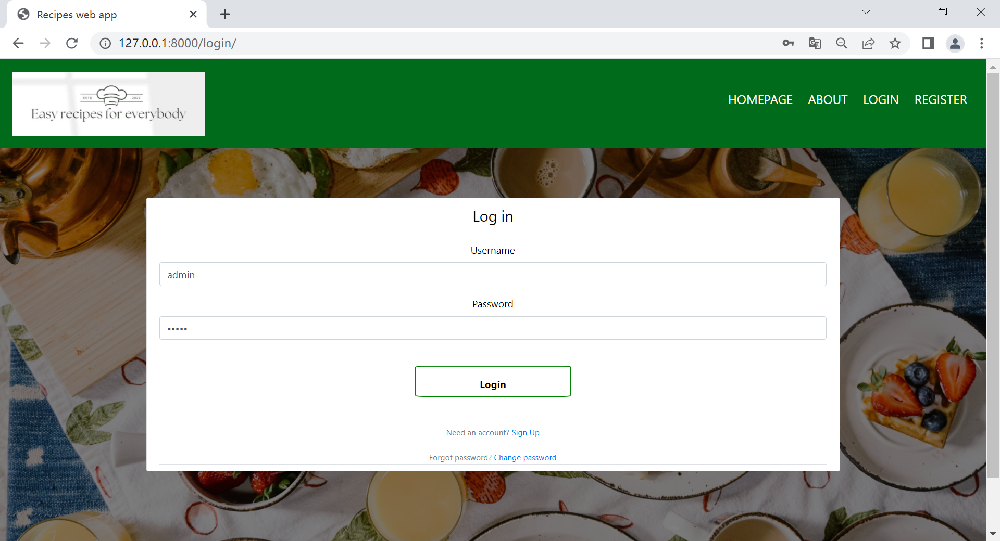 Recipes web app
127.0.0.1:8000/login/
ESTD 2022
Easy recipes for everybody
HOMEPAGE ABOUT LOGIN REGISTER
Log in
Username
admin
Password
•••••
Login
Need an account? Sign Up
Forgot password? Change password